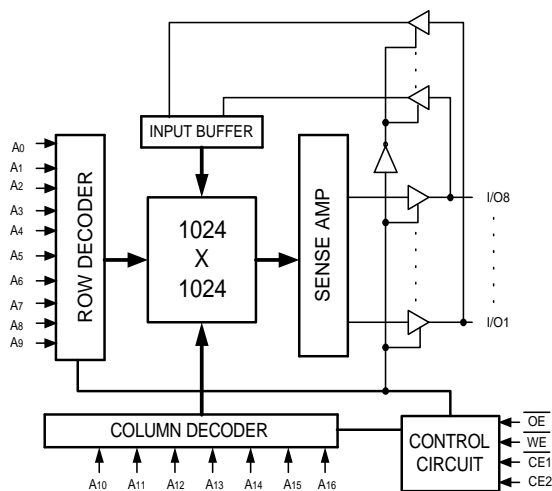 INPUT BUFFER
A0
A1
A2
A3
A4
A5
A6
A7
A8
A9
ROW DECODER
1024
X
1024
SENSE AMP
I/O8
I/O1
COLUMN DECODER
A10
A11
A12
A13
A14
A15
A16
CONTROL
CIRCUIT
OE
WE
CE1
CE2